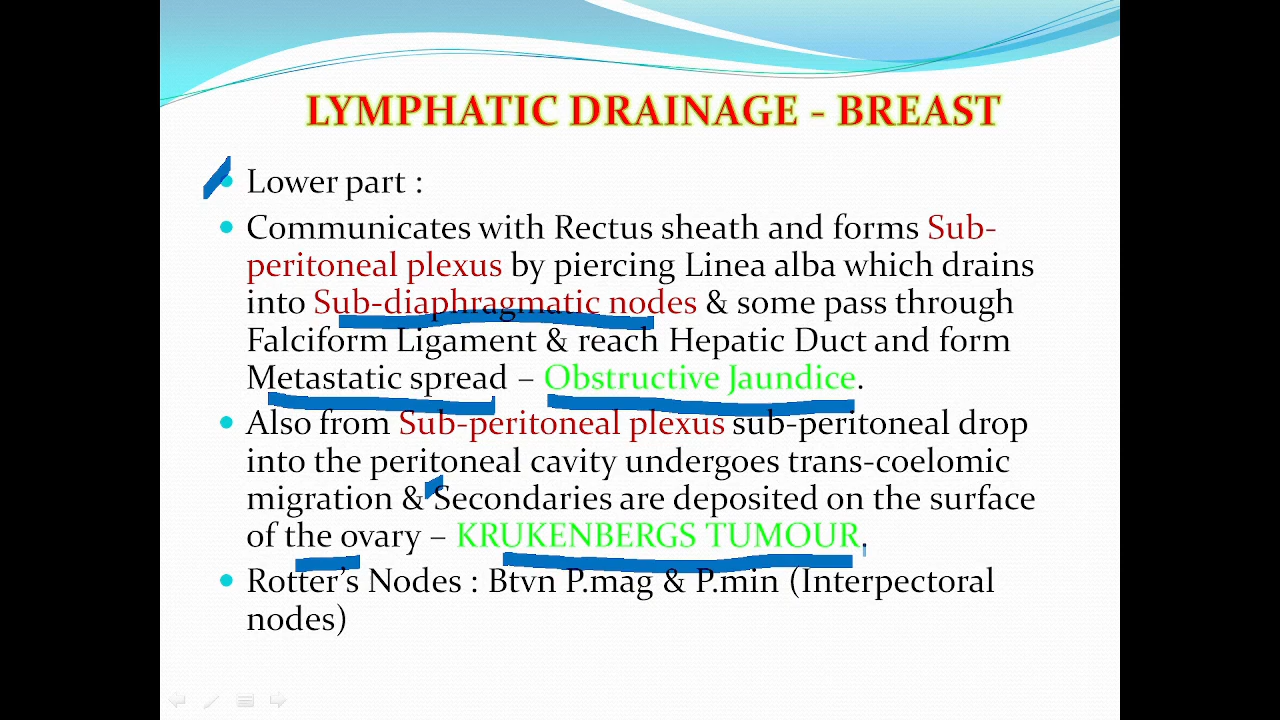 LYMPHATIC DRAINAGE - BREAST
Lower part :
Communicates with Rectus sheath and forms Sub-
peritoneal plexus by piercing Linea alba which drains
into Sub-diaphragmatic nodes & some pass through
Falciform Ligament & reach Hepatic Duct and form
Metastatic spread – Obstructive Jaundice.
Also from Sub-peritoneal plexus sub-peritoneal drop
into the peritoneal cavity undergoes trans-coelomic
migration & Secondaries are deposited on the surface
of the ovary – KRUKENBERGS TUMOUR.
Rotter's Nodes : Btvn P.mag & P.min (Interpectoral
nodes)